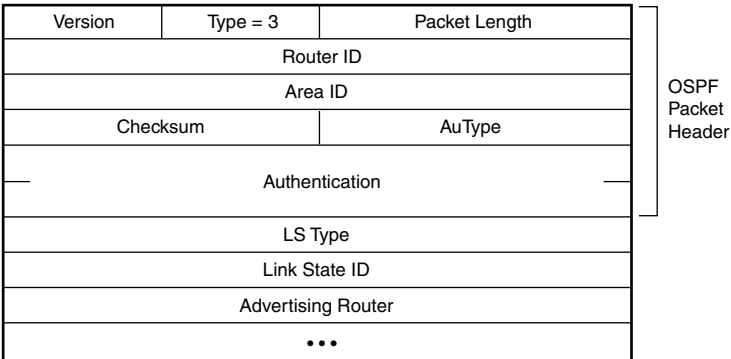 Version Type = 3 Packet Length
Router ID
Area ID
Checksum AuType
Authentication
LS Type
Link State ID
Advertising Router
•••
OSPF
Packet
Header